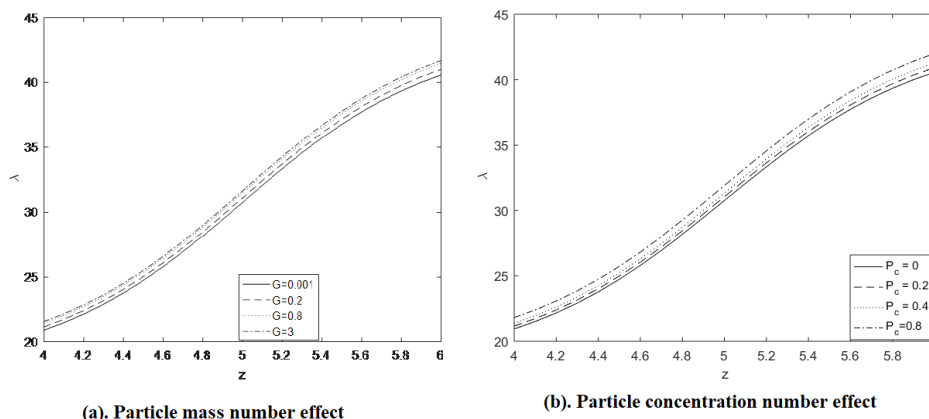 45
40
35
30
25
20
λ
4
4.2
4.4
4.6
4.8
5
5.2
5.4
5.6
5.8
6
z
G=0.001
G=0.2
G=0.8
G=3
(a). Particle mass number effect
45
40
35
30
25
20
λ
4
4.2
4.4
4.6
4.8
5
5.2
5.4
5.6
5.8
z
P_c = 0
P_c = 0.2
P_c = 0.4
P_c=0.8
(b). Particle concentration number effect